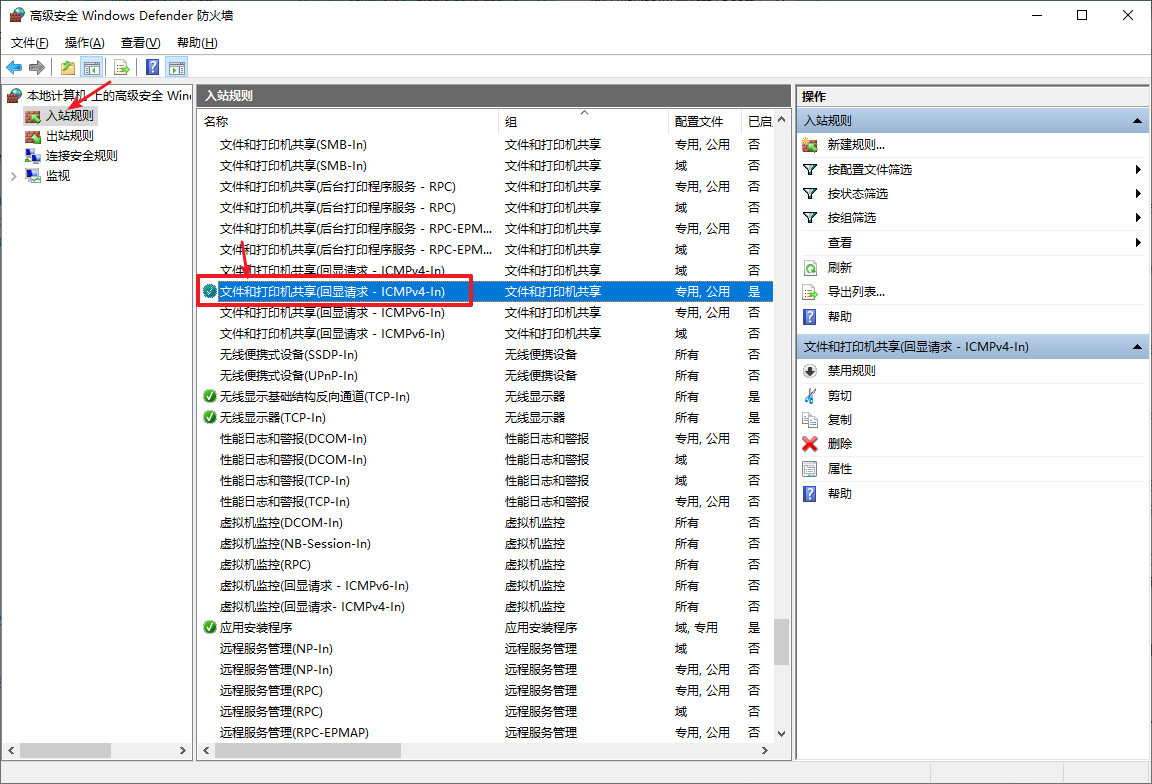 高级安全 Windows Defender 防火墙
文件(F) 操作(A) 查看(V) 帮助(H)
本地计算机 上的高级安全 Win
入站规则
出站规则
连接安全规则
监视
入站规则
名称 组 配置文件 已启
文件和打印机共享(SMB-In) 文件和打印机共享 专用, 公用 否
文件和打印机共享(SMB-In) 文件和打印机共享 域 否
文件和打印机共享(后台打印程序服务 - RPC) 文件和打印机共享 专用, 公用 否
文件和打印机共享(后台打印程序服务 - RPC) 文件和打印机共享 域 否
文件和打印机共享(后台打印程序服务 - RPC-EPM... 文件和打印机共享 专用, 公用 否
文件和打印机共享(后台打印程序服务 - RPC-EPM... 文件和打印机共享 域 否
文件和打印机共享(回显请求 - ICMPv4-In) 文件和打印机共享 域 否
文件和打印机共享(回显请求 - ICMPv4-In) 文件和打印机共享 专用, 公用 是
文件和打印机共享(回显请求 - ICMPv6-In) 文件和打印机共享 专用, 公用 否
文件和打印机共享(回显请求 - ICMPv6-In) 文件和打印机共享 域 否
无线便携式设备(SSDP-In) 无线便携设备 所有 否
无线便携式设备(UPnP-In) 无线便携设备 所有 否
无线显示基础结构反向通道(TCP-In) 无线显示器 所有 是
无线显示器(TCP-In) 无线显示器 所有 是
性能日志和警报(DCOM-In) 性能日志和警报 专用, 公用 否
性能日志和警报(DCOM-In) 性能日志和警报 域 否
性能日志和警报(TCP-In) 性能日志和警报 域 否
性能日志和警报(TCP-In) 性能日志和警报 专用, 公用 否
虚拟机监控(DCOM-In) 虚拟机监控 所有 否
虚拟机监控(NB-Session-In) 虚拟机监控 所有 否
虚拟机监控(RPC) 虚拟机监控 所有 否
虚拟机监控(回显请求 - ICMPv6-In) 虚拟机监控 所有 否
虚拟机监控(回显请求- ICMPv4-In) 虚拟机监控 所有 否
应用安装程序 应用安装程序 域, 专用 是
远程服务管理(NP-In) 远程服务管理 域 否
远程服务管理(NP-In) 远程服务管理 专用, 公用 否
远程服务管理(RPC) 远程服务管理 专用, 公用 否
远程服务管理(RPC) 远程服务管理 域 否
远程服务管理(RPC-EPMAP) 远程服务管理 专用, 公用 否
操作
入站规则
新建规则...
按配置文件筛选
按状态筛选
按组筛选
查看
刷新
导出列表...
帮助
文件和打印机共享(回显请求 - ICMPv4-In)
禁用规则
剪切
复制
删除
属性
帮助